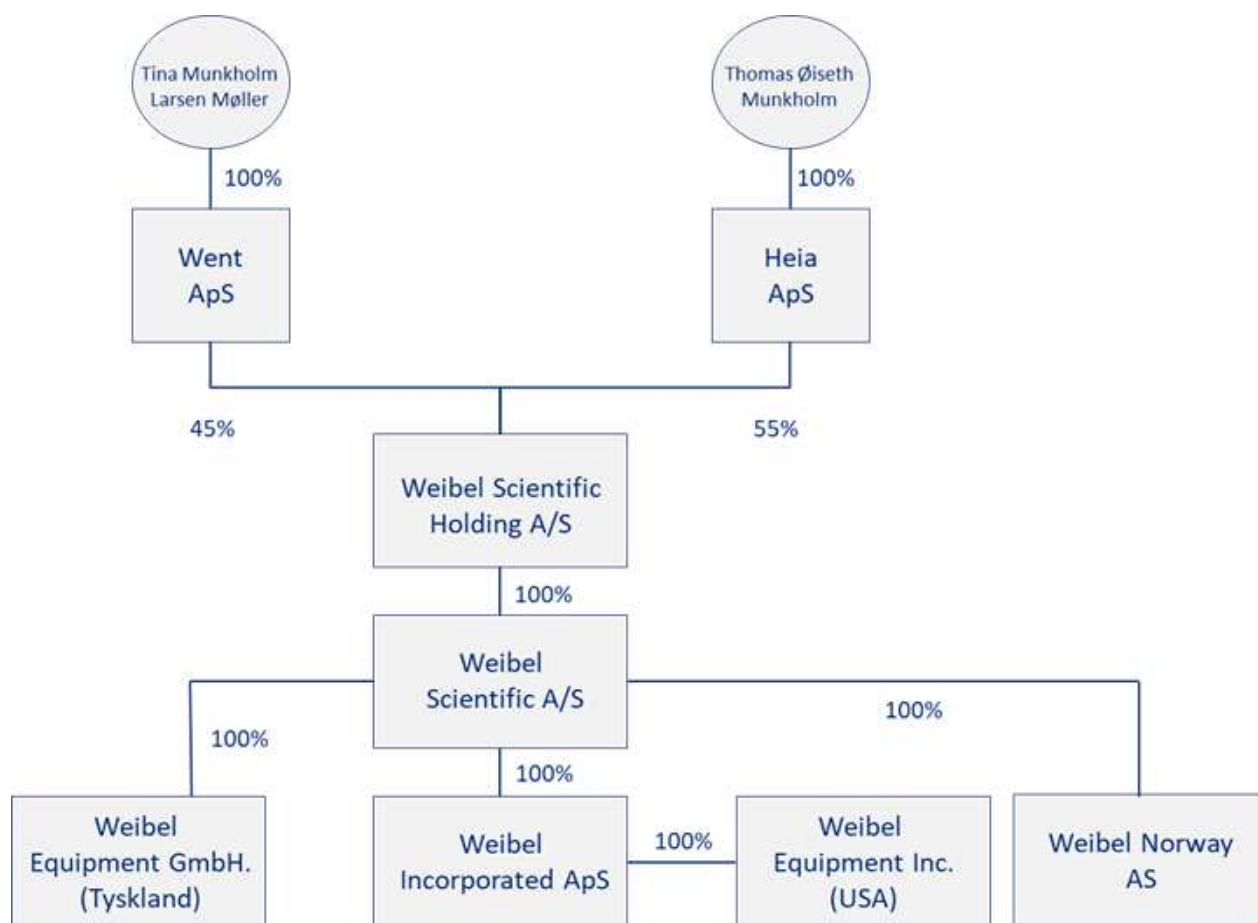 Tina Munkholm
Larsen Møller
Thomas Øiseth
Munkholm
100%
100%
Went
ApS
Heia
ApS
45%
55%
Weibel Scientific
Holding A/S
100%
Weibel
Scientific A/S
100%
100%
100%
Weibel
Equipment GmbH.
(Tyskland)
Weibel
Incorporated ApS
100%
Weibel
Equipment Inc.
(USA)
Weibel Norway
AS